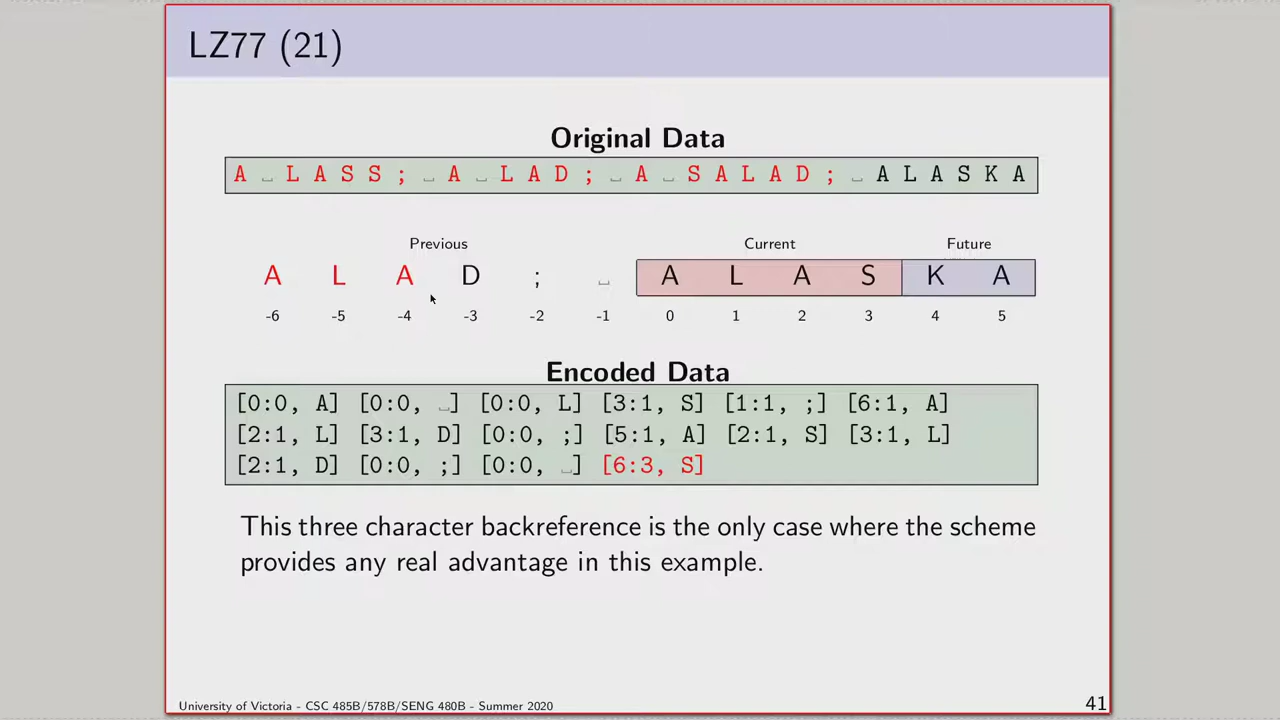 LZ77 (21)
Original Data
A ␣ L A S S ; ␣ A ␣ L A D ; ␣ A ␣ S A L A D ; ␣ A L A S K A
Previous Current Future
A L A D ; ␣ A L A S K A
-6 -5 -4 -3 -2 -1 0 1 2 3 4 5
Encoded Data
[0:0, A] [0:0, ␣] [0:0, L] [3:1, S] [1:1, ;] [6:1, A]
[2:1, L] [3:1, D] [0:0, ;] [5:1, A] [2:1, S] [3:1, L]
[2:1, D] [0:0, ;] [0:0, ␣] [6:3, S]
This three character backreference is the only case where the scheme
provides any real advantage in this example.
University of Victoria - CSC 485B/578B/SENG 480B - Summer 2020 41